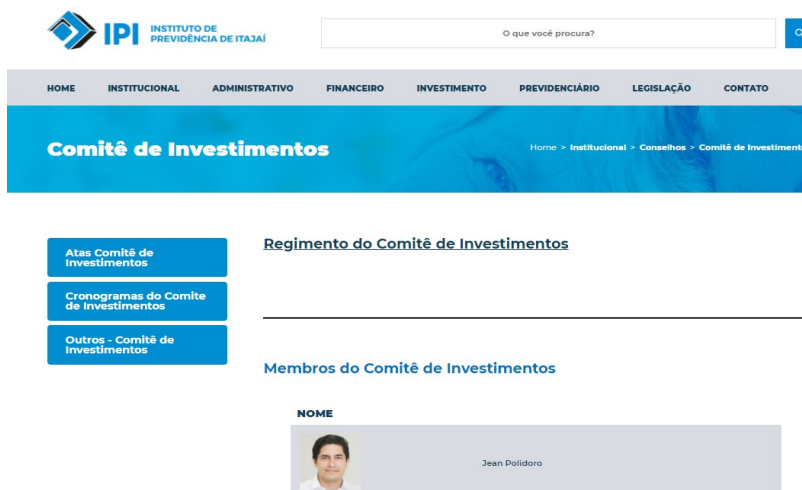 IPI INSTITUTO DE
PREVIDÊNCIA DE ITAJAÍ
O que você procura?
HOME INSTITUCIONAL ADMINISTRATIVO FINANCEIRO INVESTIMENTO PREVIDENCIÁRIO LEGISLAÇÃO CONTATO
Comitê de Investimentos
Home > Institucional > Conselhos > Comitê de Investimento
Atas Comitê de
Investimentos
Cronogramas do Comite
de Investimentos
Outros - Comitê de
Investimentos
Regimento do Comitê de Investimentos
Membros do Comitê de Investimentos
NOME
Jean Polidoro